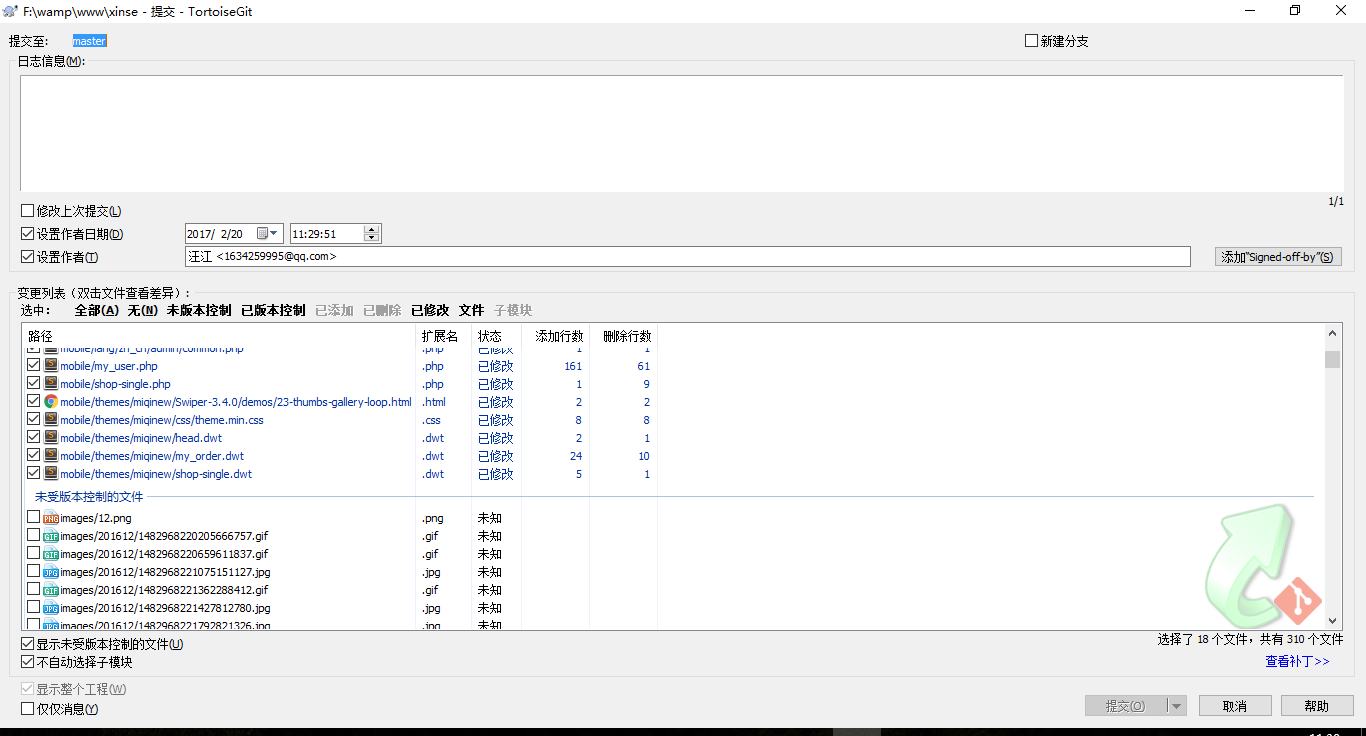 F:\wamp\www\xinse - 提交 - TortoiseGit
提交至: master 新建分支
日志信息(M):
1/1
修改上次提交(L)
设置作者日期(D) 2017/ 2/20 11:29:51
设置作者(T) 汪江 <1634259995@qq.com> 添加"Signed-off-by"(S)
变更列表（双击文件查看差异）:
选中: 全部(A) 无(N) 未版本控制 已版本控制 已添加 已删除 已修改 文件 子模块
路径 扩展名 状态 添加行数 删除行数
mobile/lang/zh_cn/admin/common.php .php 已修改 1 1
mobile/my_user.php .php 已修改 161 61
mobile/shop-single.php .php 已修改 1 9
mobile/themes/miqinew/Swiper-3.4.0/demos/23-thumbs-gallery-loop.html .html 已修改 2 2
mobile/themes/miqinew/css/theme.min.css .css 已修改 8 8
mobile/themes/miqinew/head.dwt .dwt 已修改 2 1
mobile/themes/miqinew/my_order.dwt .dwt 已修改 24 10
mobile/themes/miqinew/shop-single.dwt .dwt 已修改 5 1
未受版本控制的文件
images/12.png .png 未知
images/201612/1482968220205666757.gif .gif 未知
images/201612/1482968220659611837.gif .gif 未知
images/201612/1482968221075151127.jpg .jpg 未知
images/201612/1482968221362288412.gif .gif 未知
images/201612/1482968221427812780.jpg .jpg 未知
images/201612/1482968221792821326.jpg .jpg 未知
显示未受版本控制的文件(U) 选择了 18 个文件，共有 310 个文件
不自动选择子模块 查看补丁>>
显示整个工程(W)
仅仅消息(Y) 提交(O) 取消 帮助